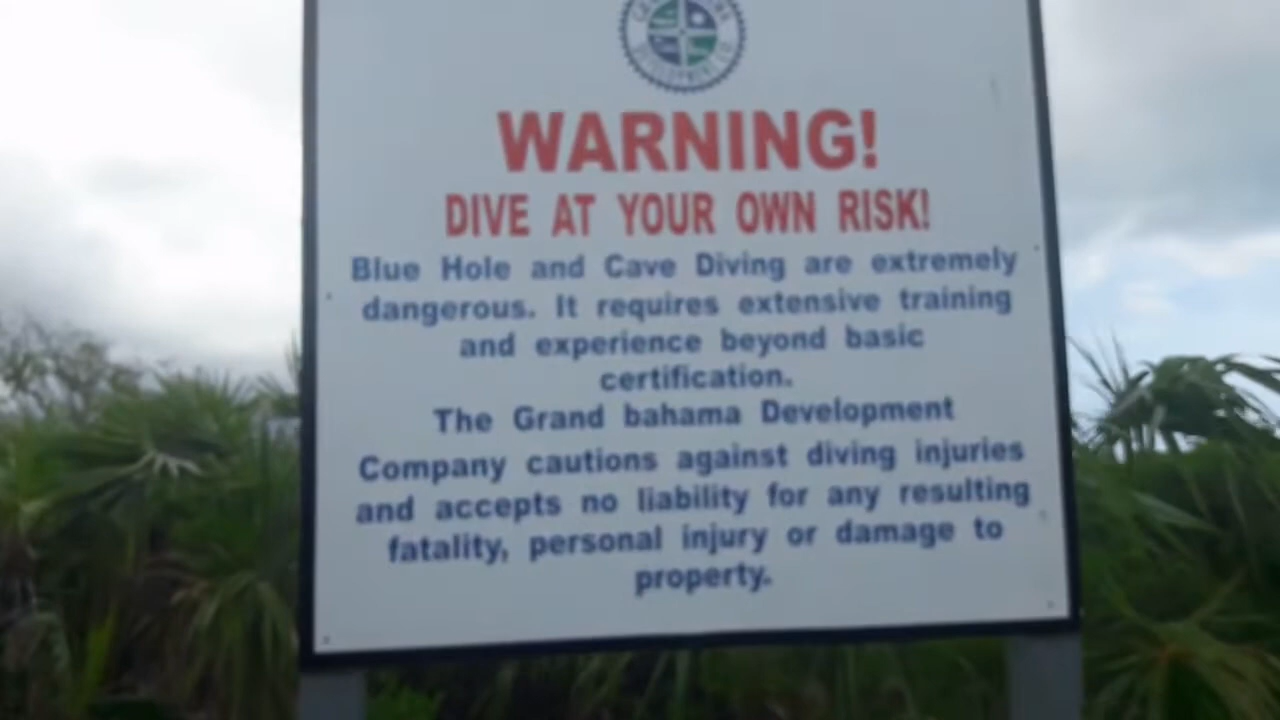 WARNING!
DIVE AT YOUR OWN RISK!
Blue Hole and Cave Diving are extremely
dangerous. It requires extensive training
and experience beyond basic
certification.
The Grand bahama Development
Company cautions against diving injuries
and accepts no liability for any resulting
fatality, personal injury or damage to
property.